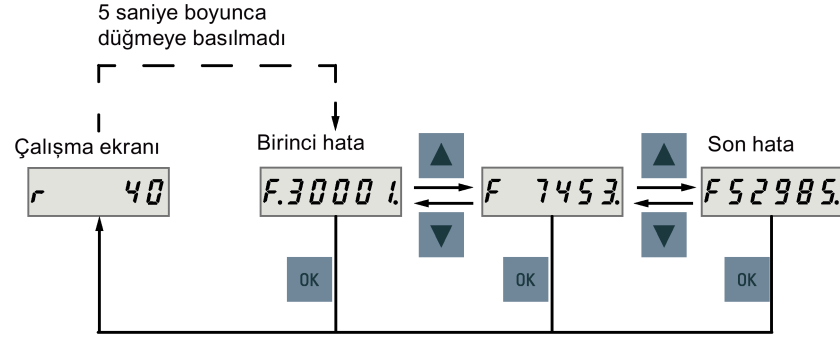 5 saniye boyunca
düğmeye basılmadı
Çalışma ekranı
Birinci hata
Son hata
r 40
F.30001.
F 7453.
F52985.
OK
OK
OK